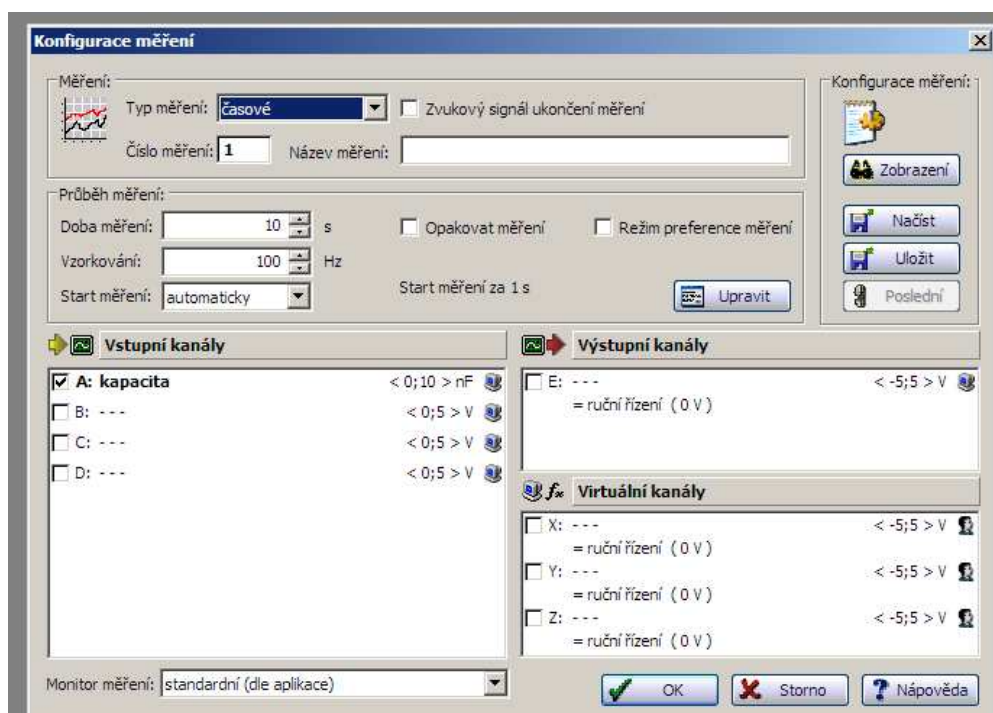 Konfigurace měření
Měření:
Typ měření: časové
Zvukový signál ukončení měření
Číslo měření: 1
Název měření:
Průběh měření:
Doba měření: 10 s
Opakovat měření
Režim preference měření
Vzorkování: 100 Hz
Start měření: automaticky
Start měření za 1 s
Upravit
Konfigurace měření:
Zobrazení
Načíst
Uložit
Poslední
Vstupní kanály
A: kapacita < 0;10 > nF
B: --- < 0;5 > V
C: --- < 0;5 > V
D: --- < 0;5 > V
Výstupní kanály
E: --- < -5;5 > V
= ruční řízení ( 0 V )
fx Virtuální kanály
X: --- < -5;5 > V
= ruční řízení ( 0 V )
Y: --- < -5;5 > V
= ruční řízení ( 0 V )
Z: --- < -5;5 > V
= ruční řízení ( 0 V )
Monitor měření: standardní (dle aplikace)
OK
Storno
? Nápověda